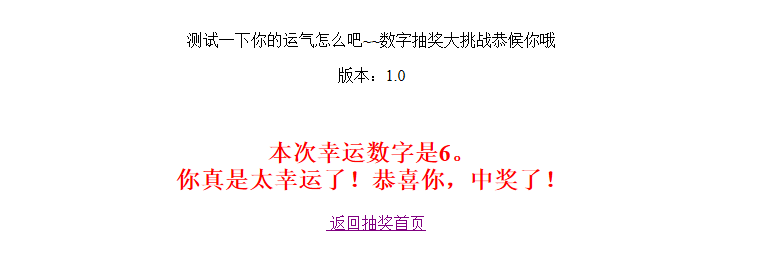 测试一下你的运气怎么吧~~数字抽奖大挑战恭候你哦
版本：1.0
本次幸运数字是6。
你真是太幸运了！恭喜你，中奖了！
返回抽奖首页